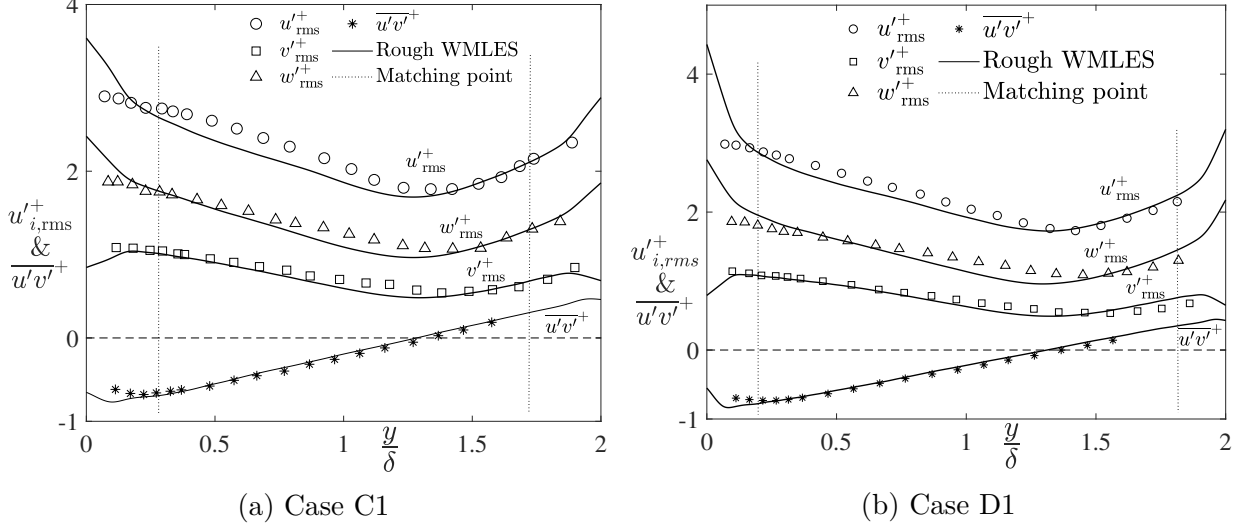 4
2
0
-1
0
0.5
1
1.5
2
u′⁺rms
v′⁺rms
w′⁺rms
u′v′⁺
Rough WMLES
Matching point
u′⁺rms
w′⁺rms
v′⁺rms
u′v′⁺
u′⁺i,rms
&
u′v′⁺
y
δ
(a) Case C1
4
2
0
-1
0
0.5
1
1.5
2
u′⁺rms
v′⁺rms
w′⁺rms
u′v′⁺
Rough WMLES
Matching point
u′⁺rms
w′⁺rms
v′⁺rms
u′v′⁺
u′⁺i,rms
&
u′v′⁺
y
δ
(b) Case D1